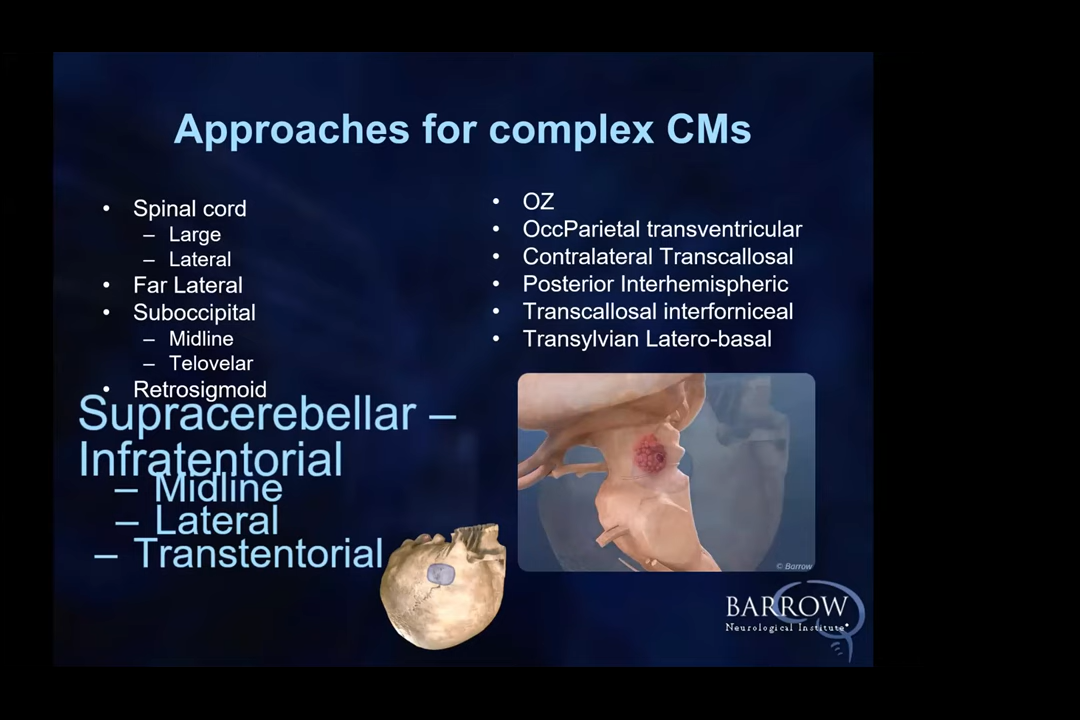 Approaches for complex CMs
• Spinal cord
– Large
– Lateral
• Far Lateral
• Suboccipital
– Midline
– Telovelar
• Retrosigmoid
Supracerebellar –
Infratentorial
– Midline
– Lateral
– Transtentorial
• OZ
• OccParietal transventricular
• Contralateral Transcallosal
• Posterior Interhemispheric
• Transcallosal interforniceal
• Transylvian Latero-basal
© Barrow
BARROW
Neurological Institute®